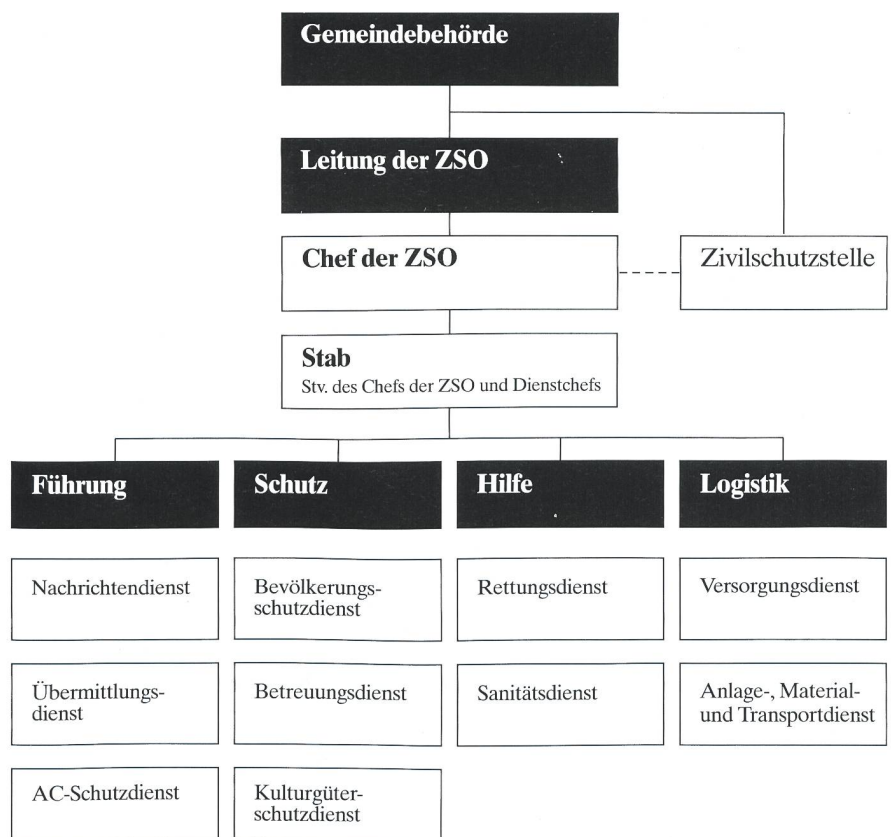 Gemeindebehörde
Leitung der ZSO
Chef der ZSO
Zivilschutzstelle
Stab
Stv. des Chefs der ZSO und Dienstchefs
Führung
Schutz
Hilfe
Logistik
Nachrichtendienst
Bevölkerungs-
schutzdienst
Rettungsdienst
Versorgungsdienst
Übermittlungs-
dienst
Betreuungsdienst
Sanitätsdienst
Anlage-, Material-
und Transportdienst
AC-Schutzdienst
Kulturgüter-
schutzdienst